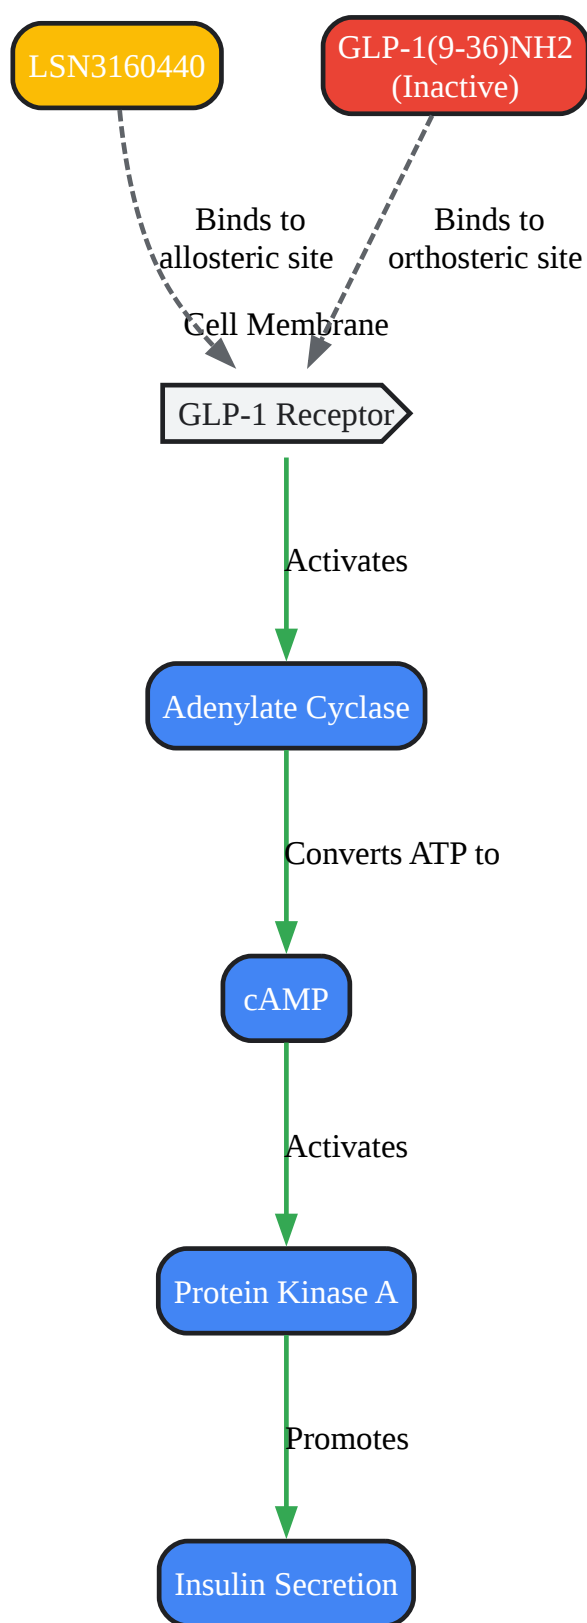 LSN3160440
GLP-1(9-36)NH2
(Inactive)
Binds to
allosteric site
Binds to
orthosteric site
Cell Membrane
GLP-1 Receptor
Activates
Adenylate Cyclase
Converts ATP to
cAMP
Activates
Protein Kinase A
Promotes
Insulin Secretion